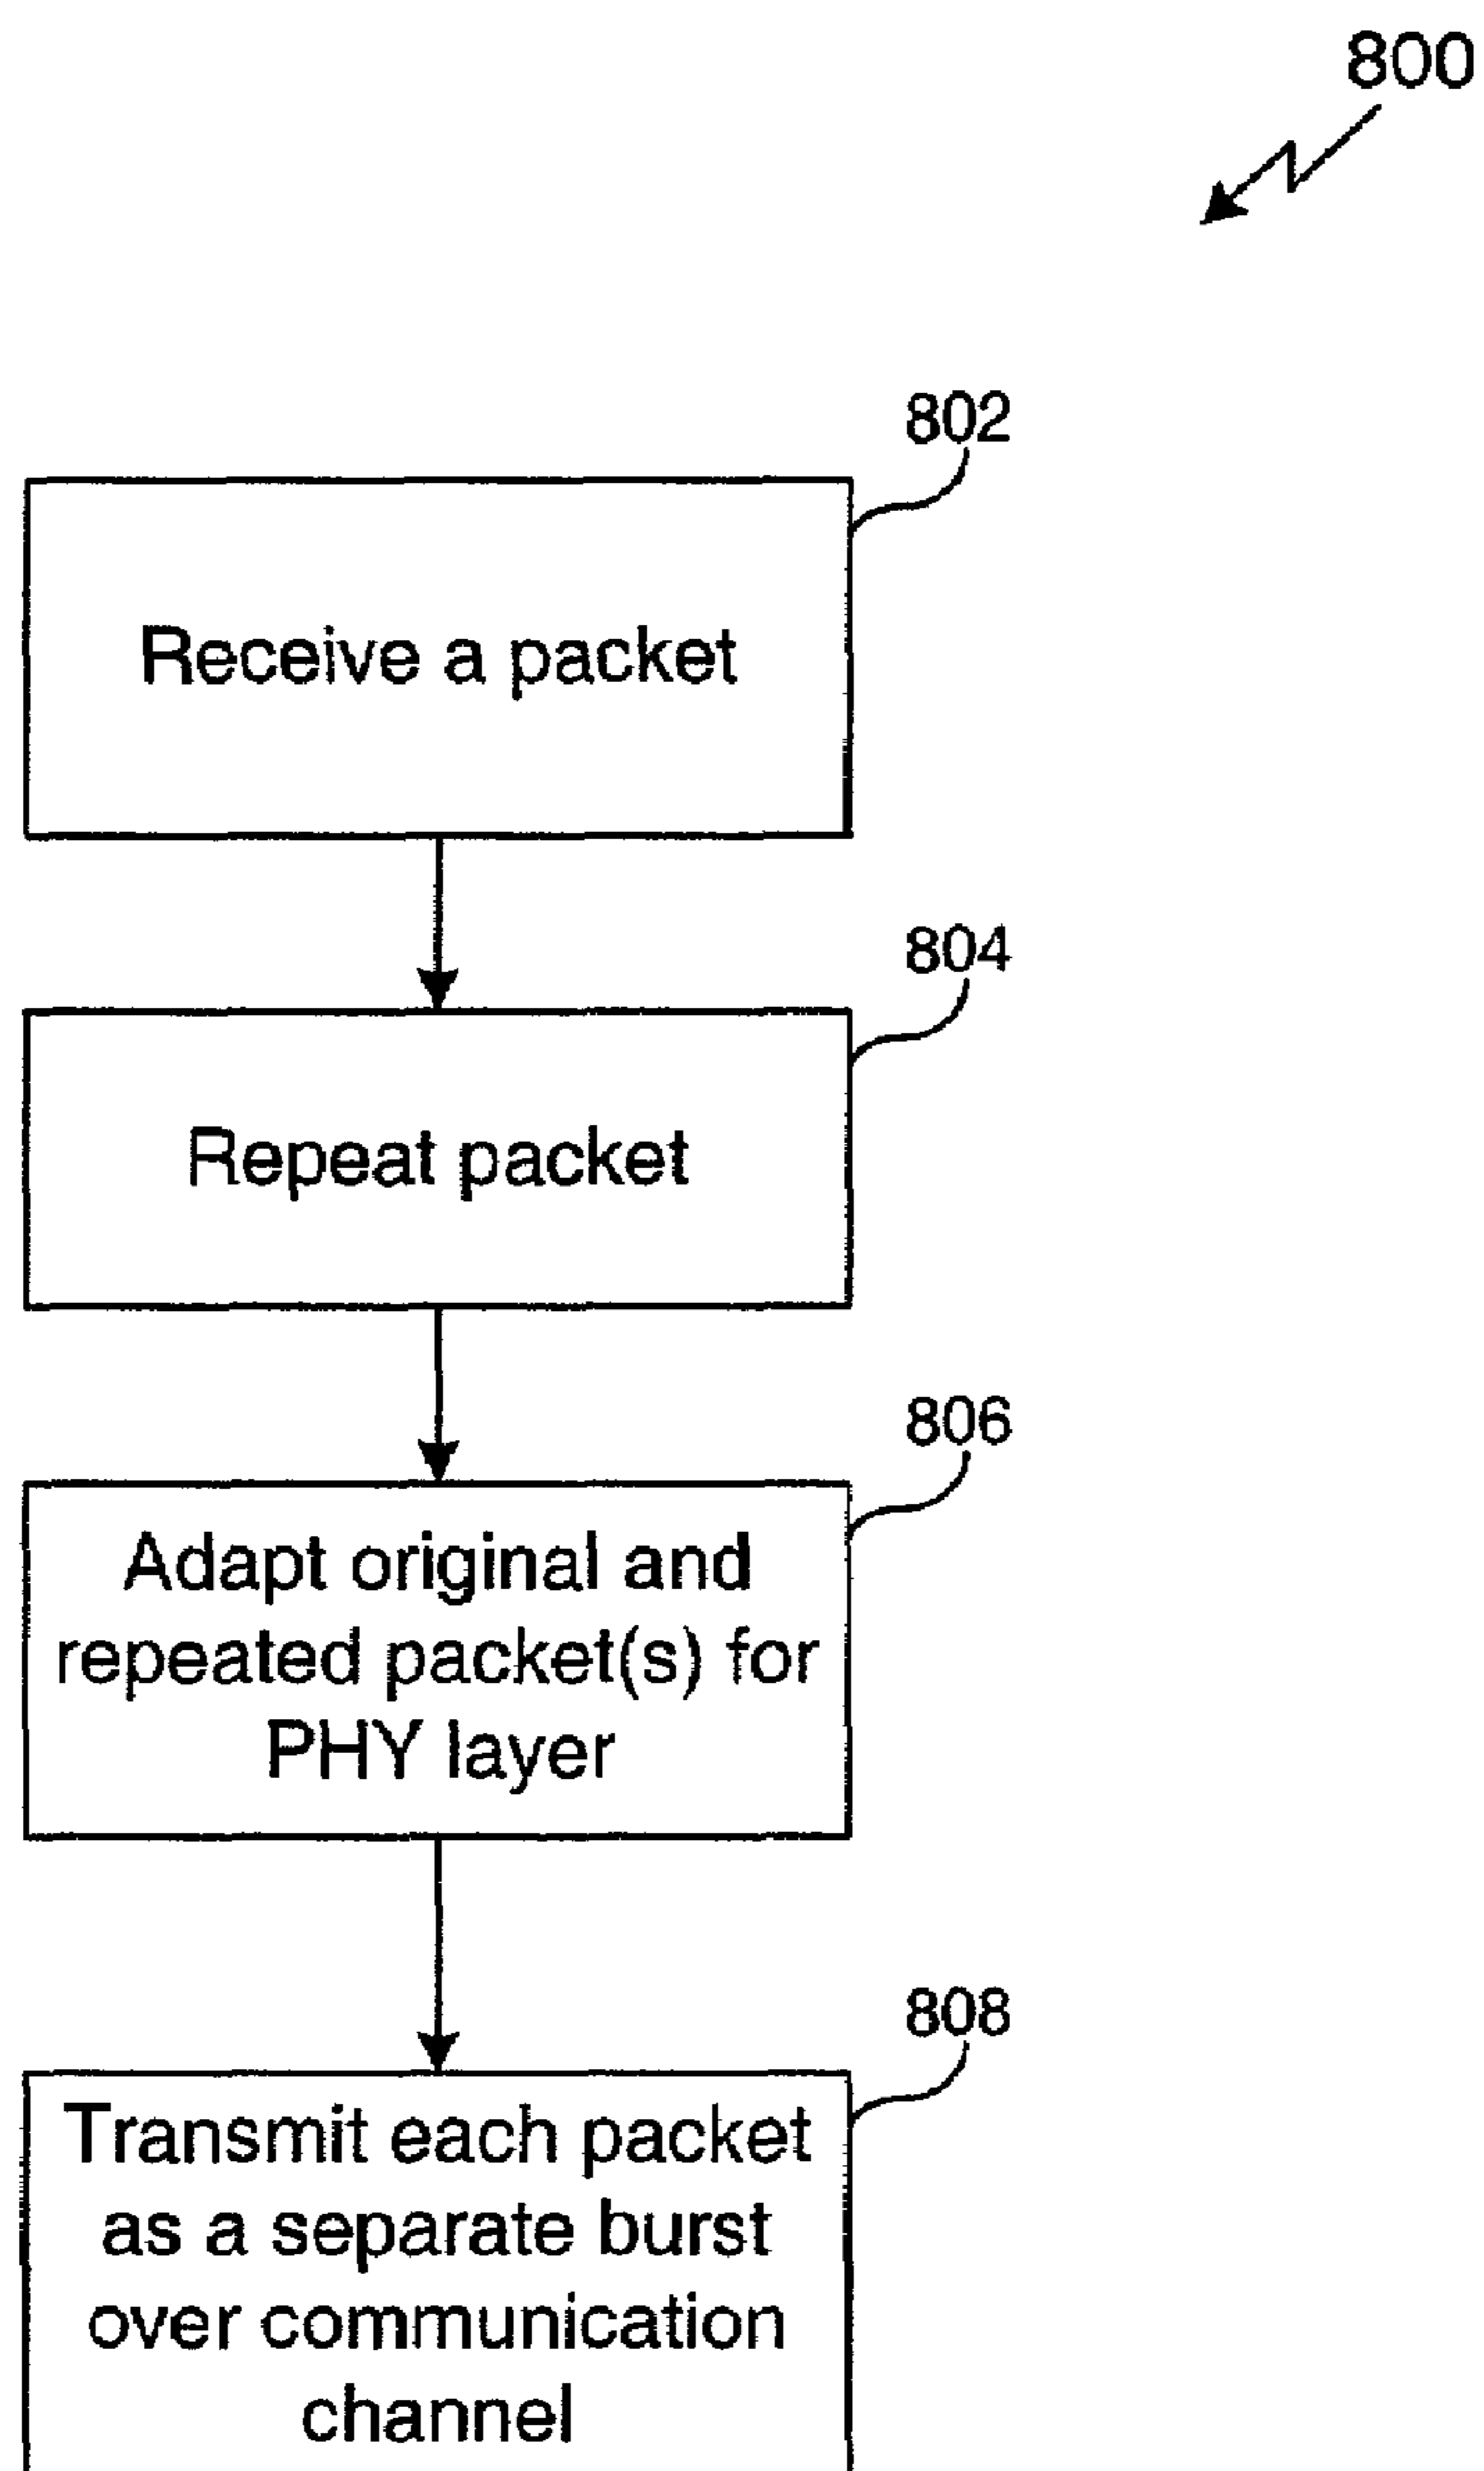 800
802
Receive a packet
804
Repeat packet
806
Adapt original and
repeated packet(s) for
PHY layer
808
Transmit each packet
as a separate burst
over communication
channel